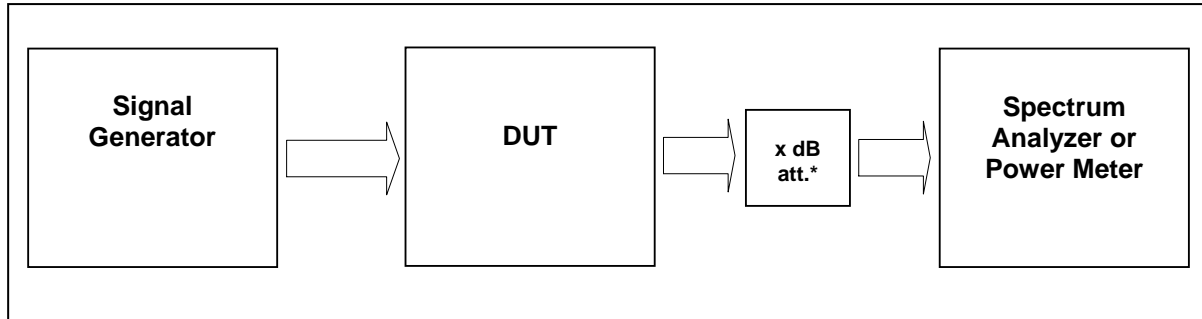 Signal
Generator
DUT
x dB
att.*
Spectrum
Analyzer or
Power Meter